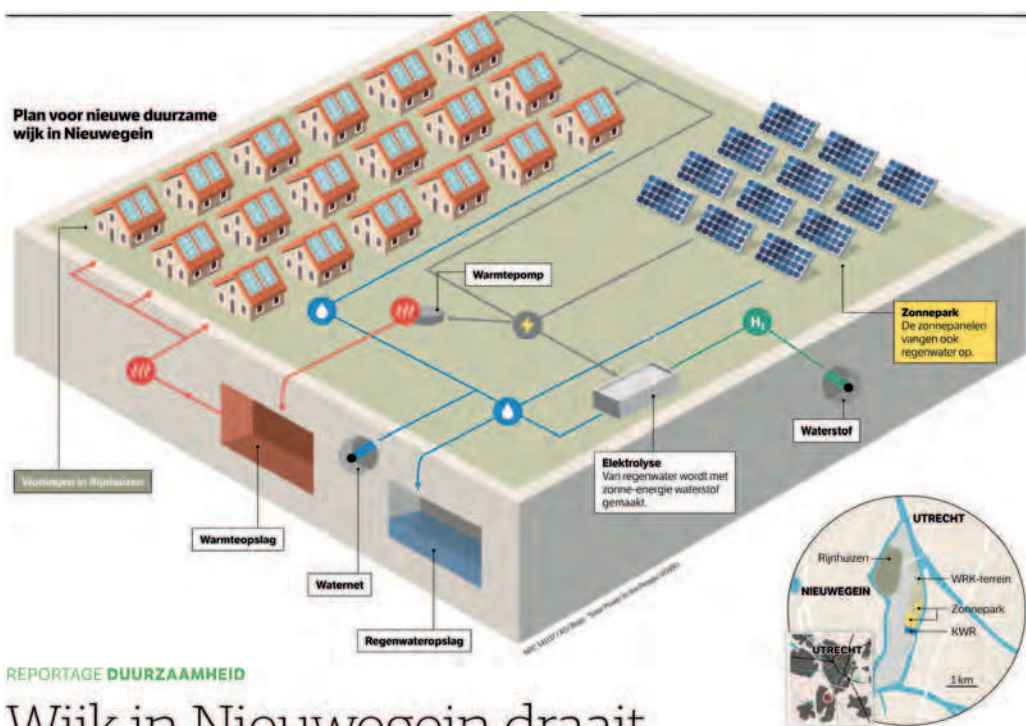 Plan voor nieuwe duurzame
wijk in Nieuwegein
Warmtepomp
Zonnepark
De zonnepanelen
vangen ook
regenwater op.
H₂
Waterstof
Elektrolyse
Van regenwater wordt met
zonne-energie waterstof
gemaakt.
Woningen in Rijnhuizen
Warmteopslag
Waternet
Regenwateropslag
UTRECHT
Rijnhuizen
WRK-terrein
NIEUWEGEIN
Zonnepark
KWR
UTRECHT
1 km
REPORTAGE DUURZAAMHEID
Wijk in Nieuwegein draait